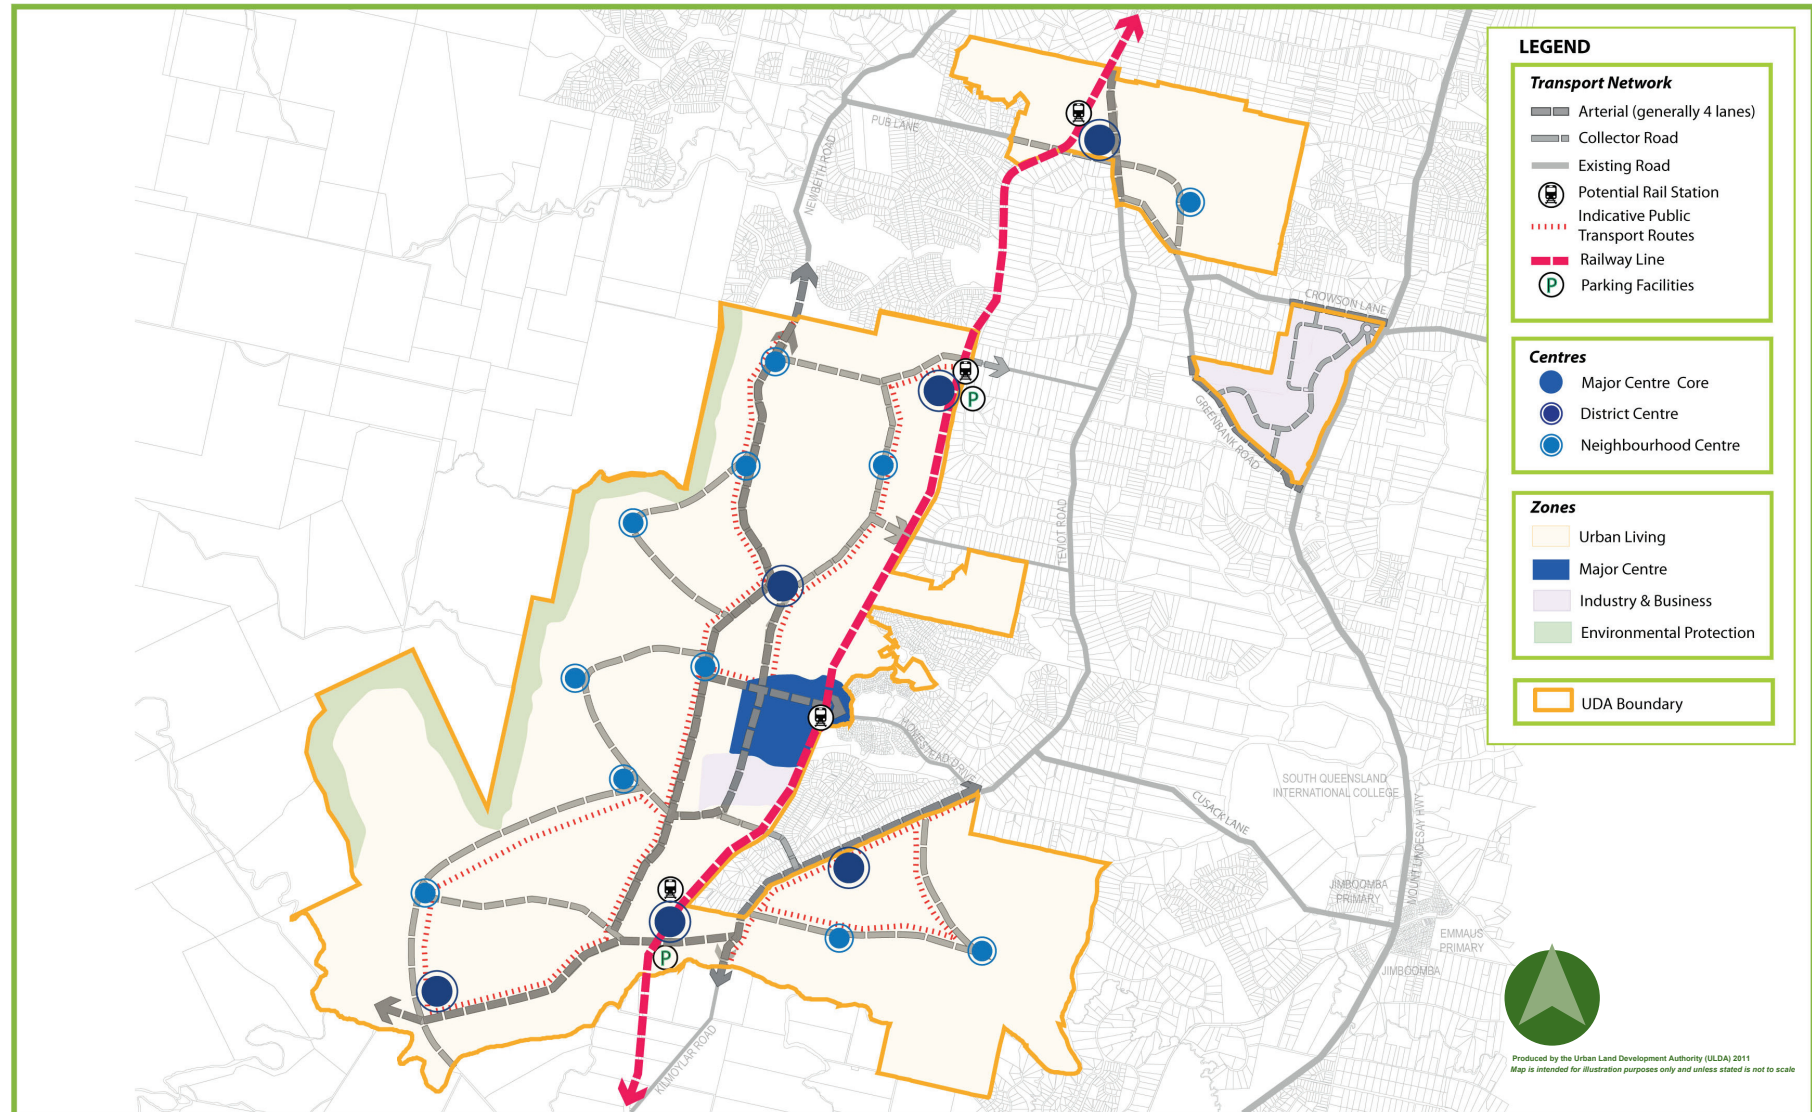 LEGEND
Transport Network
Arterial (generally 4 lanes)
Collector Road
Existing Road
Potential Rail Station
Indicative Public
Transport Routes
Railway Line
P
Parking Facilities
Centres
Major Centre Core
District Centre
Neighbourhood Centre
Zones
Urban Living
Major Centre
Industry & Business
Environmental Protection
UDA Boundary
PUB LANE
NEWBEITH ROAD
CROWSON LANE
P
GREENBANK ROAD
TEVIOT ROAD
HOMESTEAD DRIVE
SOUTH QUEENSLAND
INTERNATIONAL COLLEGE
CUSACK LANE
MOUNT LINDESAY HWY
JIMBOOMBA
PRIMARY
EMMAUS
PRIMARY
JIMBOOMBA
P
KILMOYLAR ROAD
Produced by the Urban Land Development Authority (ULDA) 2011
Map is intended for illustration purposes only and unless stated is not to scale